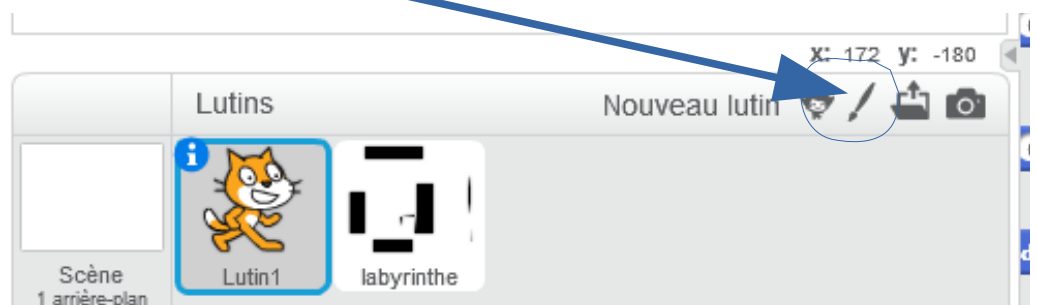 x: 172 y: -180
Lutins Nouveau lutin
Lutin1 labyrinthe
Scène
1 arrière-plan